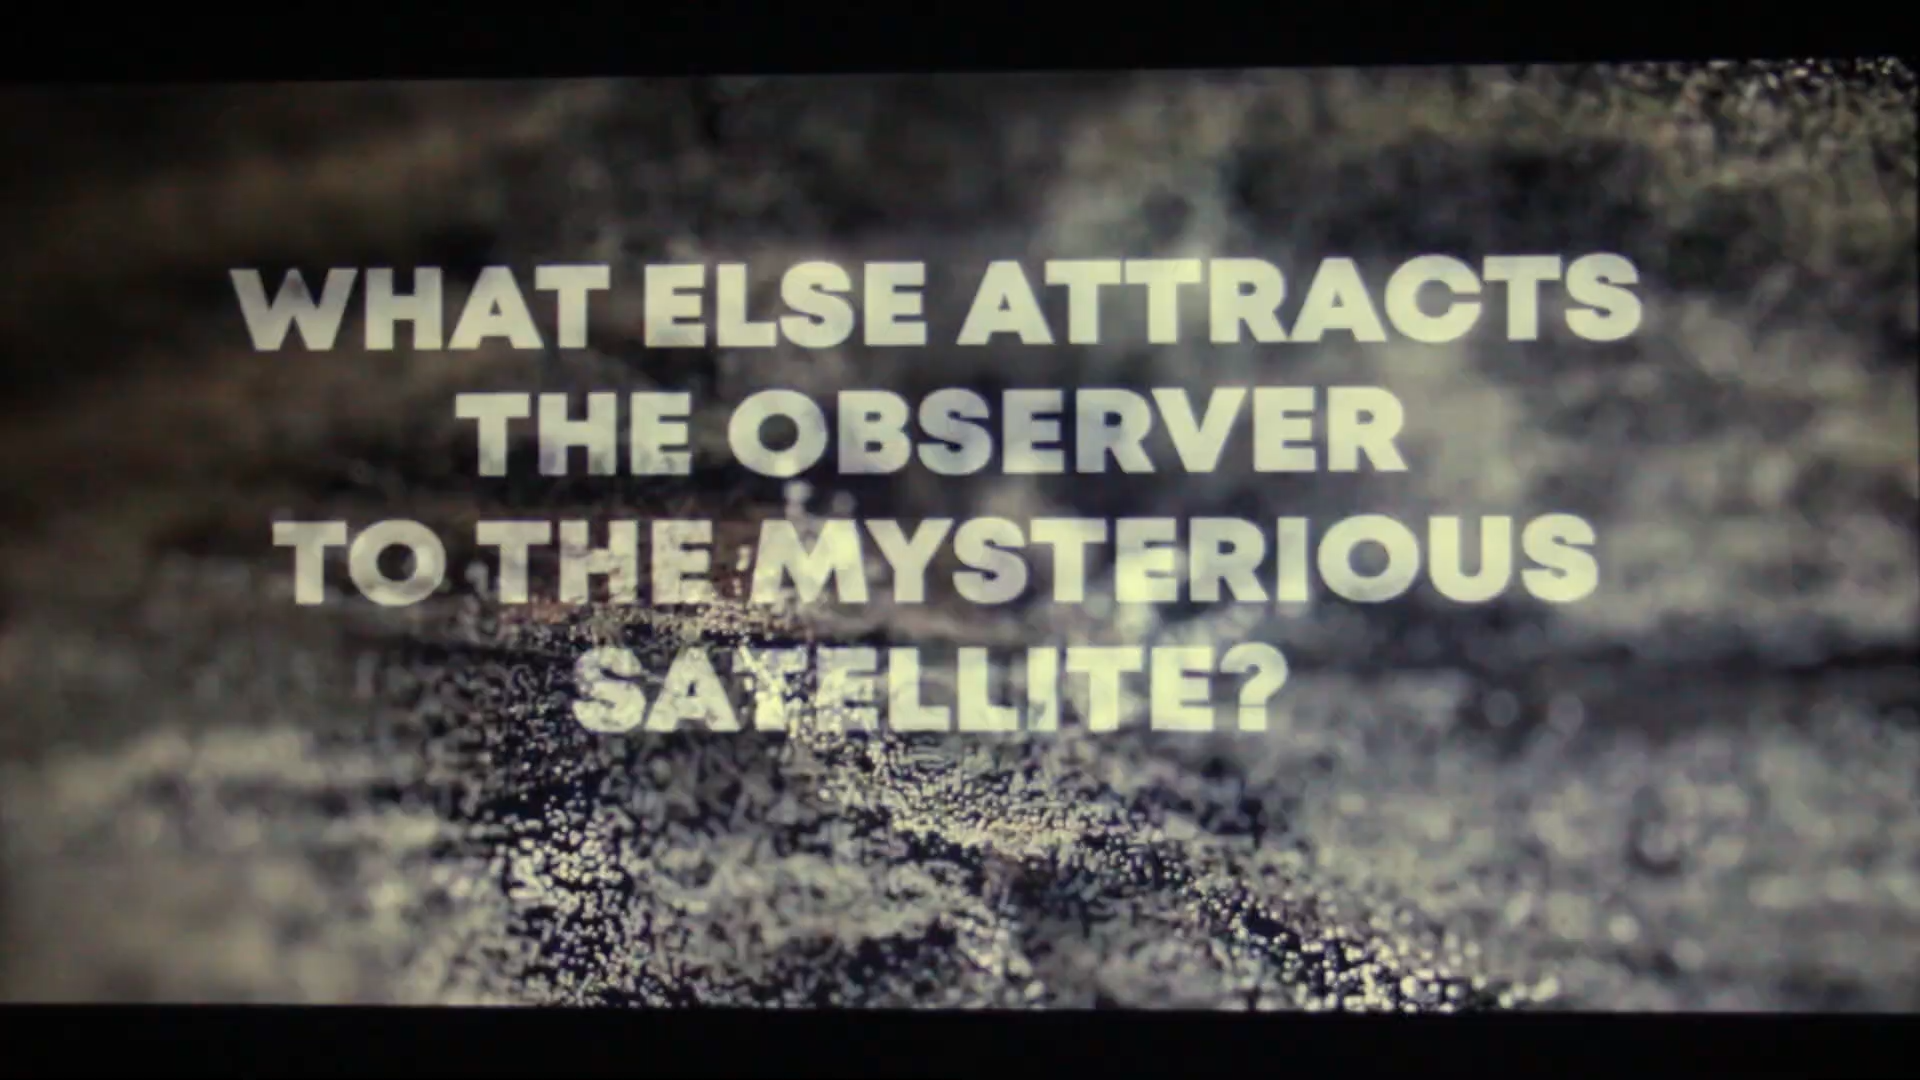 WHAT ELSE ATTRACTS
THE OBSERVER
TO THE MYSTERIOUS
SATELLITE?